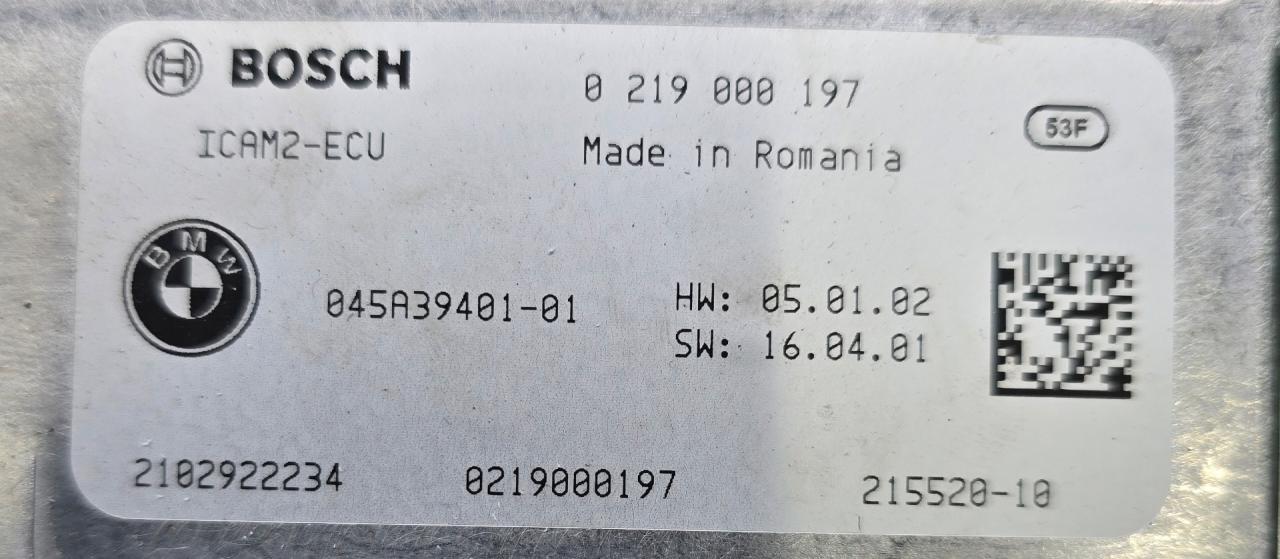 BOSCH
0 219 000 197
ICAM2-ECU
Made in Romania
53F
BMW
045A39401-01
HW: 05.01.02
SW: 16.04.01
2102922234
0219000197
215520-10